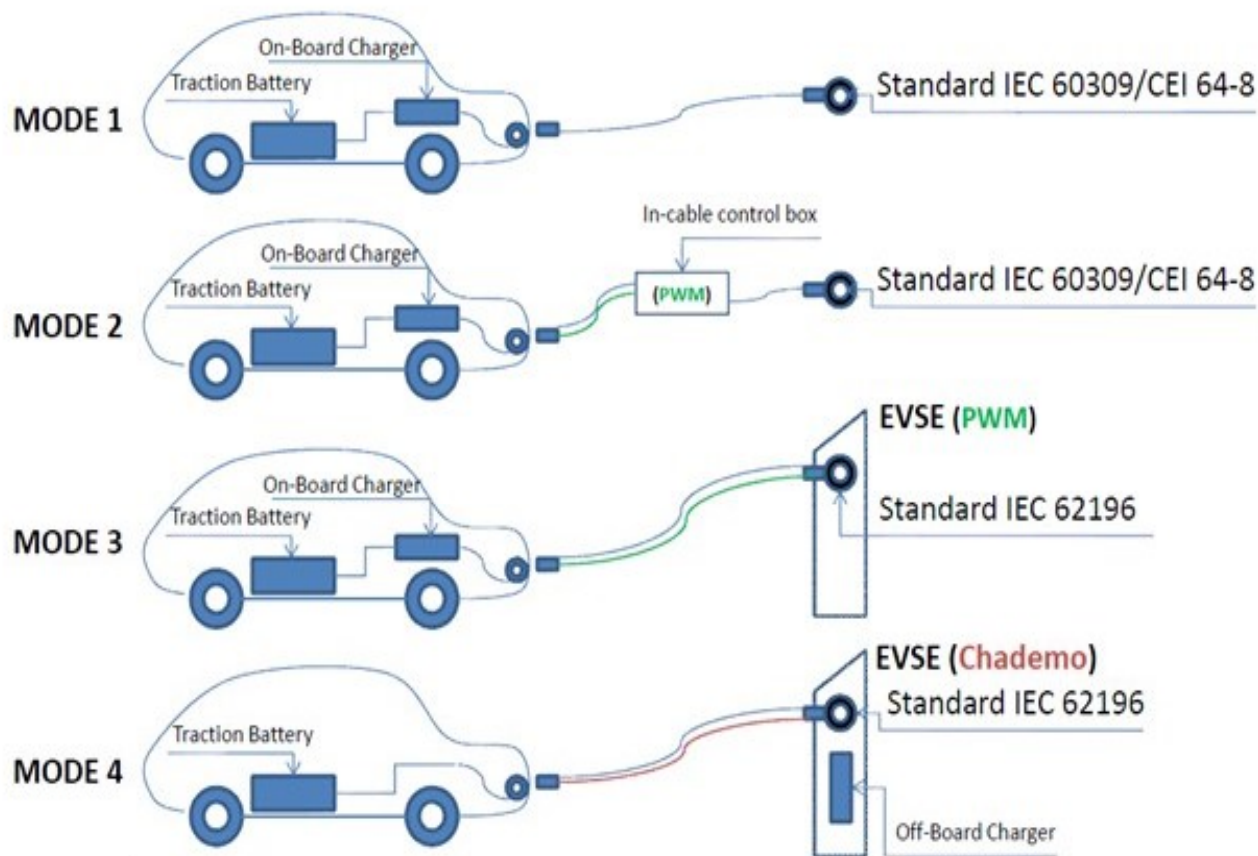 On-Board Charger
Traction Battery
MODE 1
Standard IEC 60309/CEI 64-8
In-cable control box
On-Board Charger
Traction Battery
MODE 2
(PWM)
Standard IEC 60309/CEI 64-8
EVSE (PWM)
On-Board Charger
Traction Battery
MODE 3
Standard IEC 62196
EVSE (Chademo)
Standard IEC 62196
Traction Battery
MODE 4
Off-Board Charger